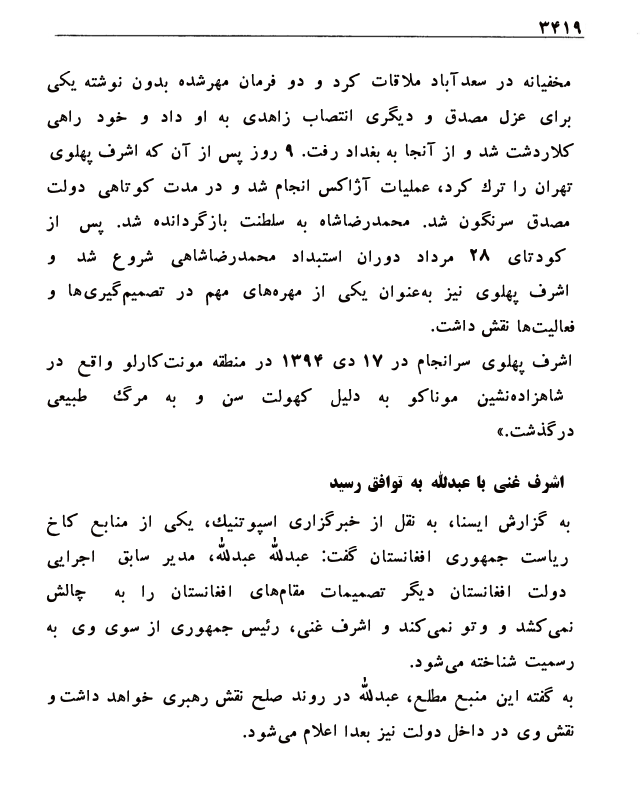 ۳۴۱۹
مخفیانه در سعدآباد ملاقات کرد و دو فرمان مهرشده بدون نوشته یکی
برای عزل مصدق و دیگری انتصاب زاهدی به او داد و خود راهی
کلاردشت شد و از آنجا به بغداد رفت. ۹ روز پس از آن که اشرف پهلوی
تهران را ترك کرد، عملیات آژاکس انجام شد و در مدت کوتاهی دولت
مصدق سرنگون شد. محمدرضاشاه به سلطنت بازگردانده شد. پس از
کودتای ۲۸ مرداد دوران استبداد محمدرضاشاهی شروع شد و
اشرف پهلوی نیز به‌عنوان یکی از مهره‌های مهم در تصمیم‌گیری‌ها و
فعالیت‌ها نقش داشت.
اشرف پهلوی سرانجام در ۱۷ دی ۱۳۹۴ در منطقه مونت‌کارلو واقع در
شاهزاده‌نشین موناکو به دلیل کهولت سن و به مرگ طبیعی
درگذشت.»
اشرف غنی با عبدلله به توافق رسید
به گزارش ایسنا، به نقل از خبرگزاری اسپوتنیك، یکی از منابع کاخ
ریاست جمهوری افغانستان گفت: عبدلله عبدلله، مدیر سابق اجرایی
دولت افغانستان دیگر تصمیمات مقام‌های افغانستان را به چالش
نمی‌کشد و وتو نمی‌کند و اشرف غنی، رئیس جمهوری از سوی وی به
رسمیت شناخته می‌شود.
به گفته این منبع مطلع، عبدلله در روند صلح نقش رهبری خواهد داشت و
نقش وی در داخل دولت نیز بعدا اعلام می‌شود.